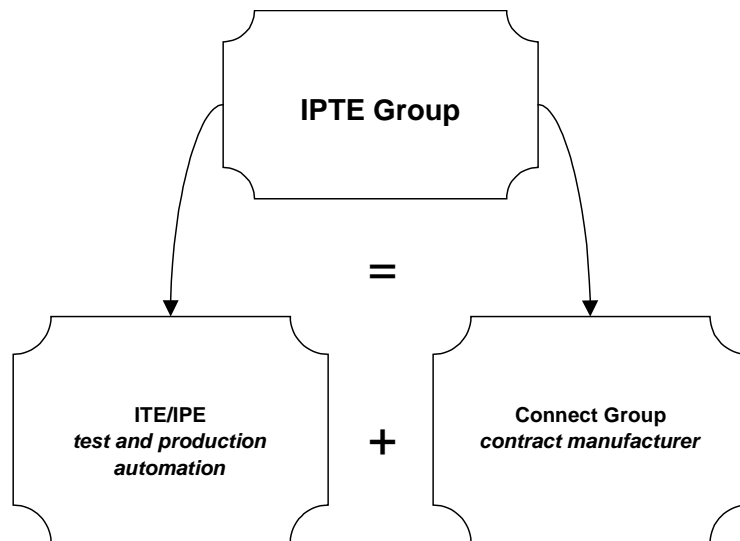 IPTE Group
=
ITE/IPE
test and production
automation
+
Connect Group
contract manufacturer